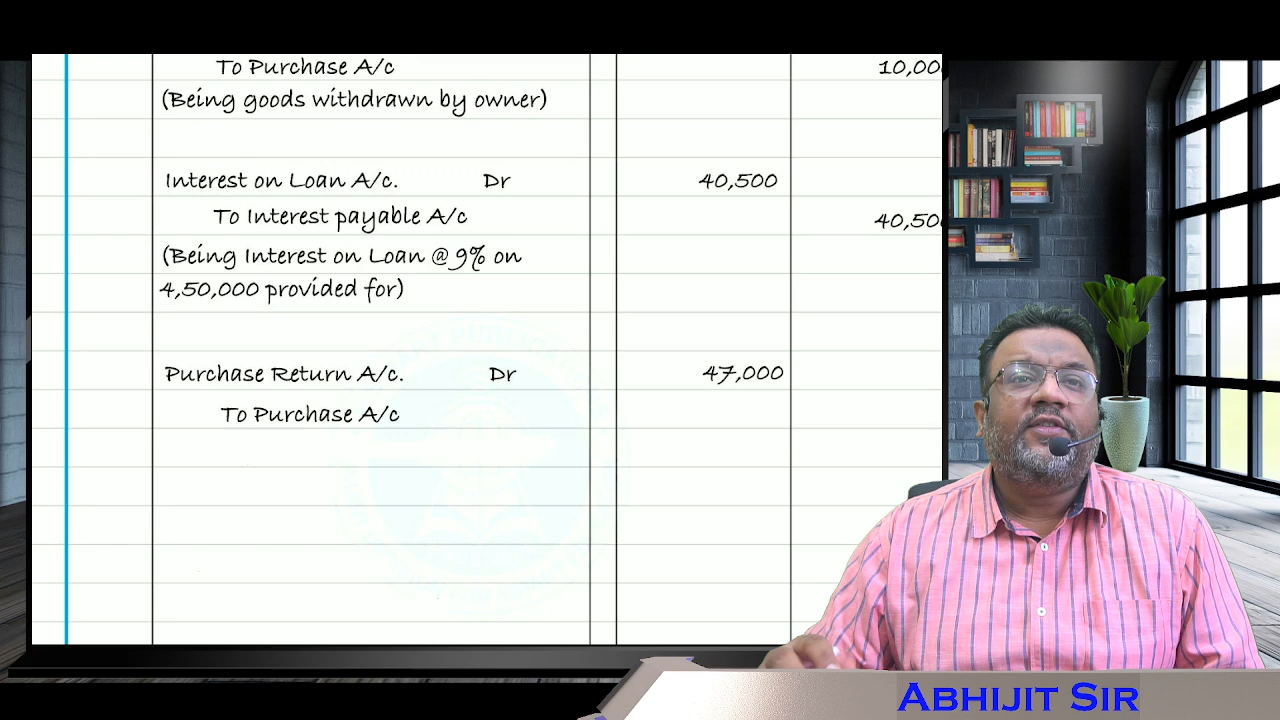 To Purchase A/c 10,00
(Being goods withdrawn by owner)
Interest on Loan A/c. Dr 40,500
To Interest payable A/c 40,50
(Being Interest on Loan @ 9% on
4,50,000 provided for)
Purchase Return A/c. Dr 47,000
To Purchase A/c
Abhijit Sir